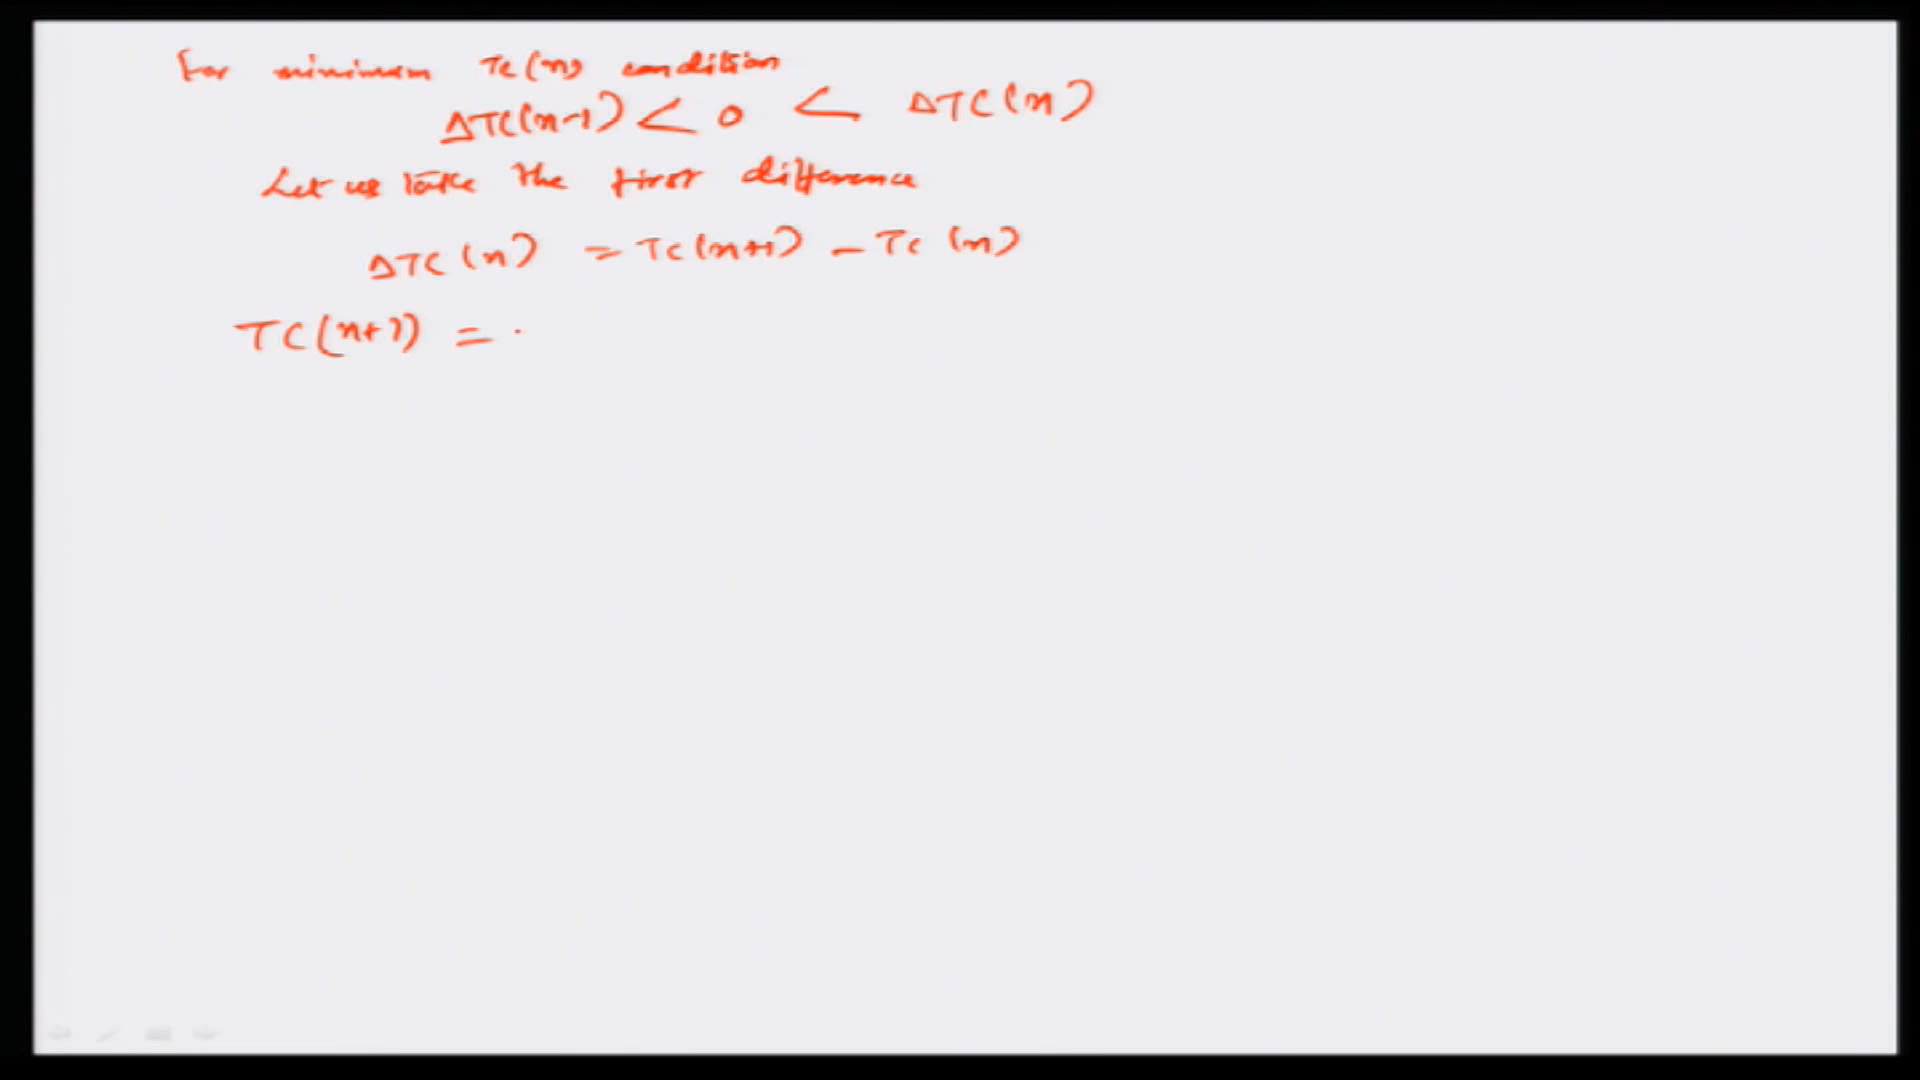 For minimum TC(n) condition
ΔTC(n-1) < 0 < ΔTC(n)
Let us take the first difference
ΔTC(n) = TC(n+1) - TC(n)
TC(n+1) =